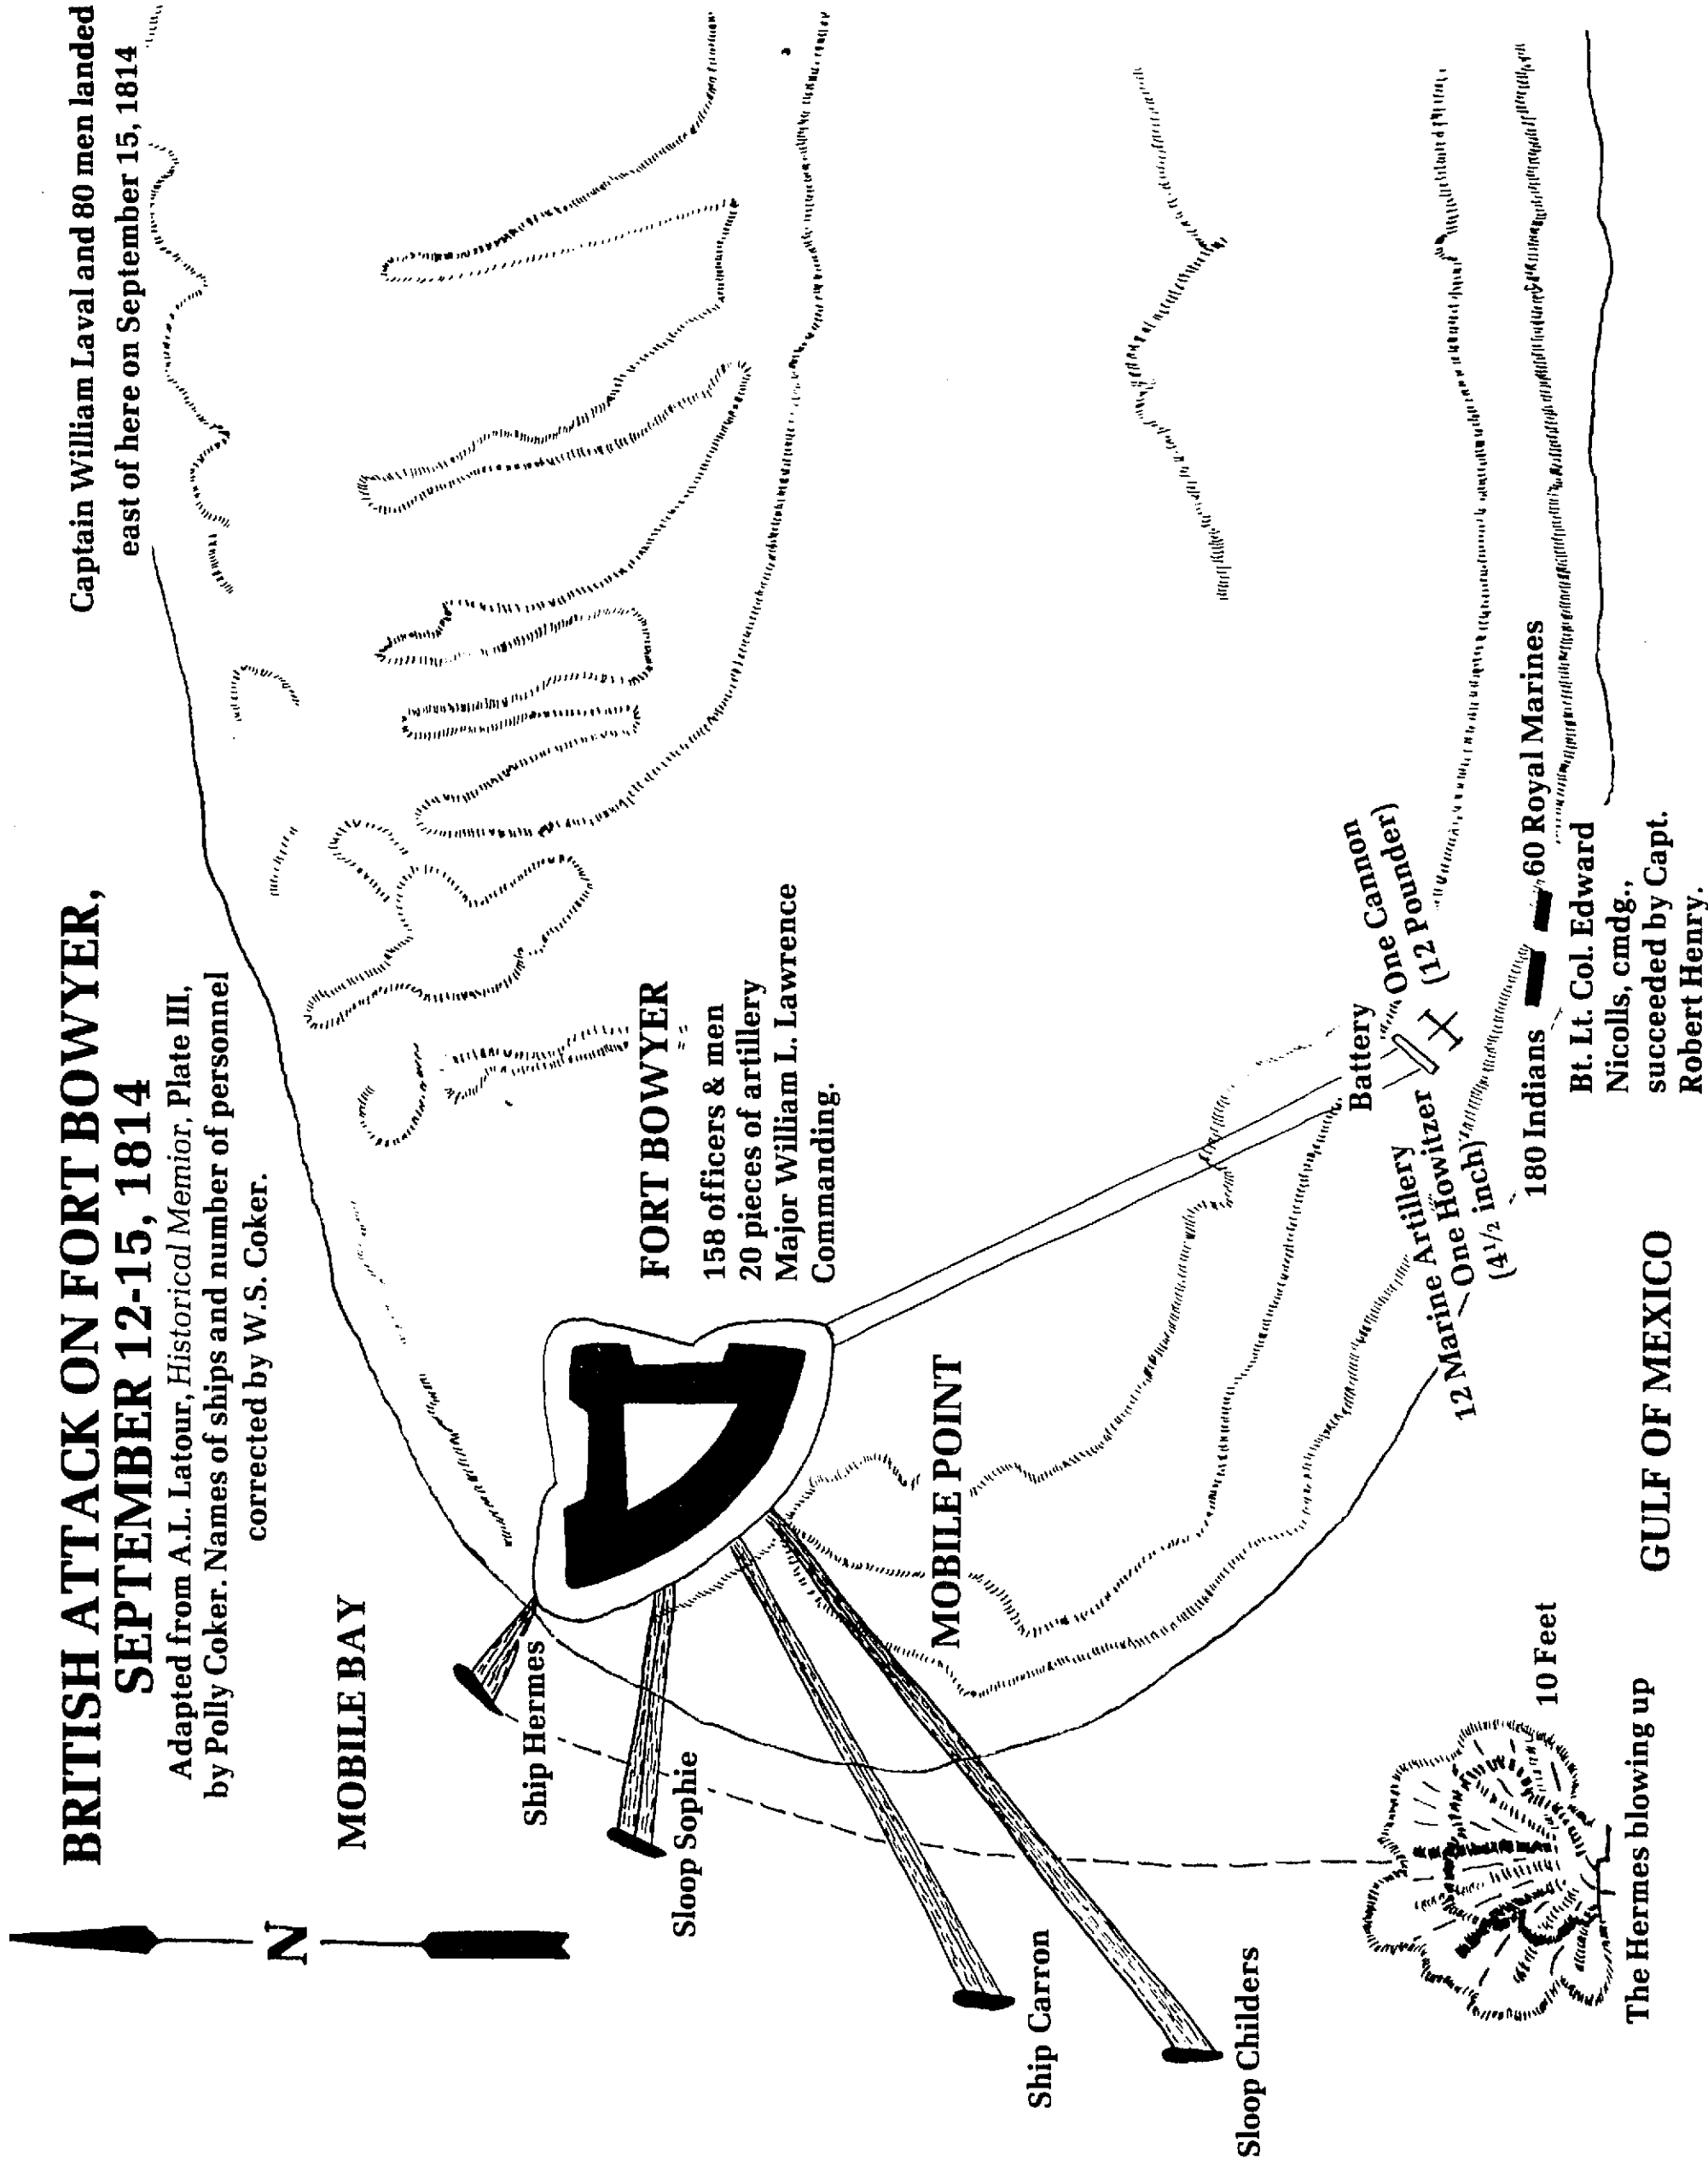 BRITISH ATTACK ON FORT BOWYER,
SEPTEMBER 12-15, 1814
Adapted from A.L. Latour, Historical Memior, Plate III,
by Polly Coker. Names of ships and number of personnel
corrected by W.S. Coker.
Captain William Laval and 80 men landed
east of here on September 15, 1814
N
MOBILE BAY
Ship Hermes
Sloop Sophie
Ship Carron
Sloop Childers
FORT BOWYER
158 officers & men
20 pieces of artillery
Major William L. Lawrence
Commanding.
MOBILE POINT
Battery
One Cannon
(12 Pounder)
12 Marine Artillery
One Howitzer
(4 1/2 inch)
180 Indians
60 Royal Marines
Bt. Lt. Col. Edward
Nicolls, cmdg.,
succeeded by Capt.
Robert Henry.
10 Feet
The Hermes blowing up
GULF OF MEXICO